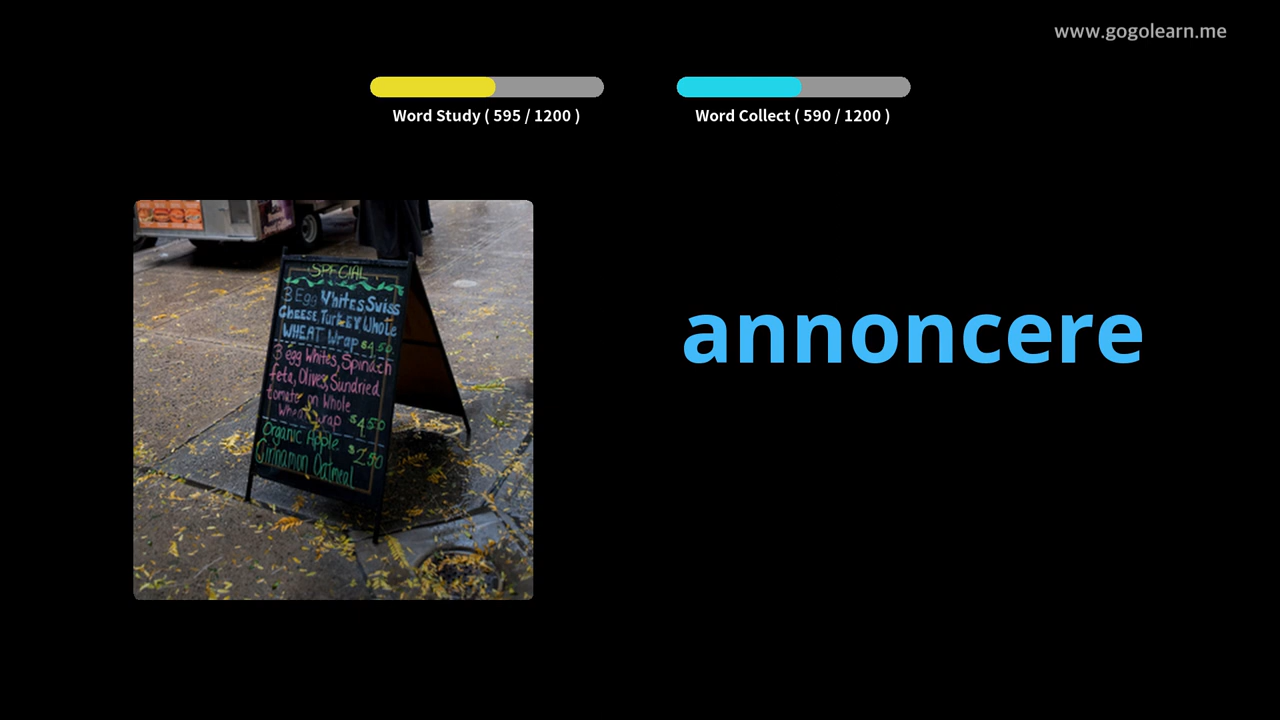 www.gogolearn.me
Word Study ( 595 / 1200 )
Word Collect ( 590 / 1200 )
annoncere
SPECIAL
3 Egg Whites, Swiss
Cheese, Turkey Whole
WHEAT Wrap $4.50
3 egg Whites, Spinach
feta, Olives, Sundried
tomato on Whole
Wheat wrap $4.50
Organic Apple $2.50
Cinnamon Oatmeal